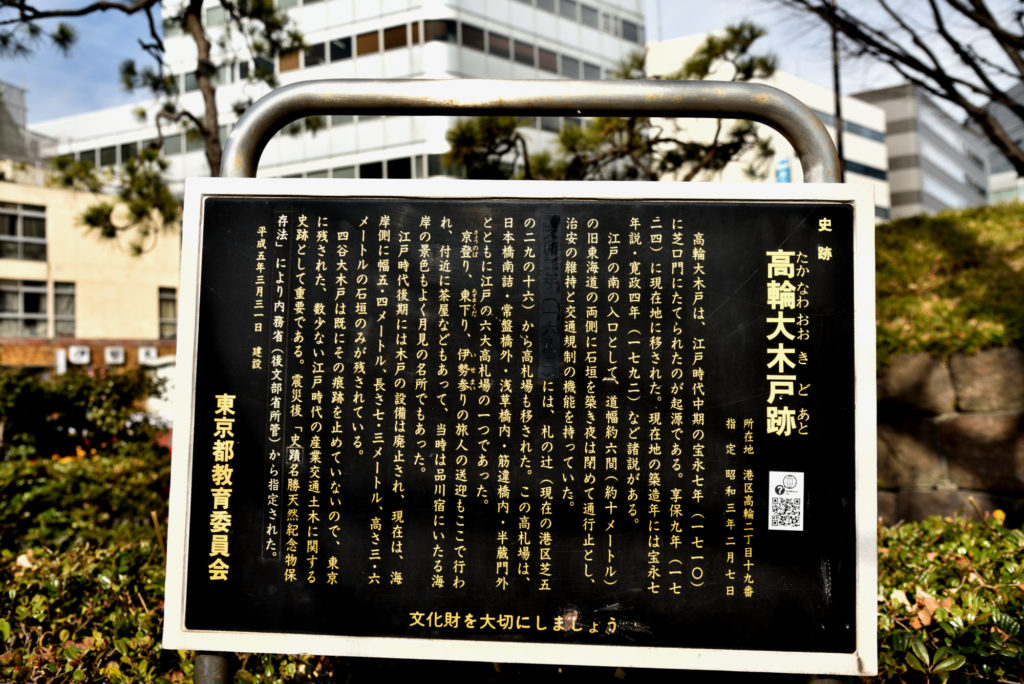 史跡
高輪大木戸跡
たかなわおおきどあと
所在地 港区高輪二丁目十九番
指定 昭和三年二月七日
高輪大木戸は、江戸時代中期の宝永七年（一七一〇）
に芝口門にたてられたのが起源である。享保九年（一七
二四）に現在地に移された。現在地の築造年には宝永七
年説・寛政四年（一七九二）など諸説がある。
江戸の南の入口として、道幅約六間（約十メートル）
の旧東海道の両側に石垣を築き夜は閉めて通行止とし、
治安の維持と交通規制の機能を持っていた。
には、札の辻（現在の港区芝五
の二九の十六）から高札場も移された。この高札場は、
日本橋南詰・常盤橋外・浅草橋内・筋違橋内・半蔵門外
とともに江戸の六大高札場の一つであった。
京登り、東下り、伊勢参りの旅人の送迎もここで行わ
れ、付近に茶屋などもあって、当時は品川宿にいたる海
岸の景色もよく月見の名所でもあった。
江戸時代後期には木戸の設備は廃止され、現在は、海
岸側に幅五・四メートル、長さ七・三メートル、高さ三・六
メートルの石垣のみが残されている。
四谷大木戸は既にその痕跡を止めていないので、東京
に残された、数少ない江戸時代の産業交通土木に関する
史跡として重要である。震災後「史蹟名勝天然紀念物保
存法」により内務省（後文部省所管）から指定された。
平成五年三月三一日 建設
東京都教育委員会
文化財を大切にしましょう